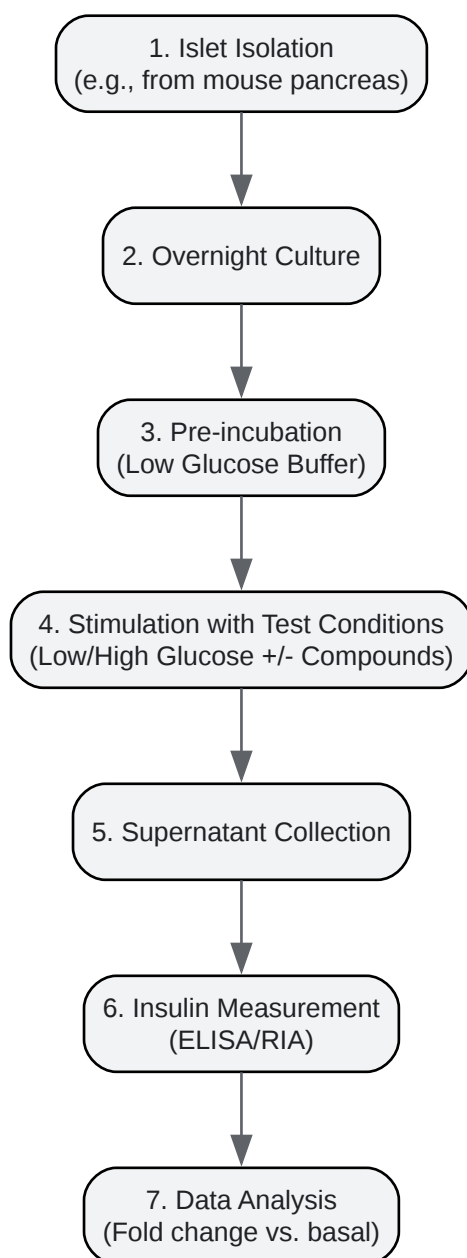 1. Islet Isolation
(e.g., from mouse pancreas)
2. Overnight Culture
3. Pre-incubation
(Low Glucose Buffer)
4. Stimulation with Test Conditions
(Low/High Glucose +/- Compounds)
5. Supernatant Collection
6. Insulin Measurement
(ELISA/RIA)
7. Data Analysis
(Fold change vs. basal)